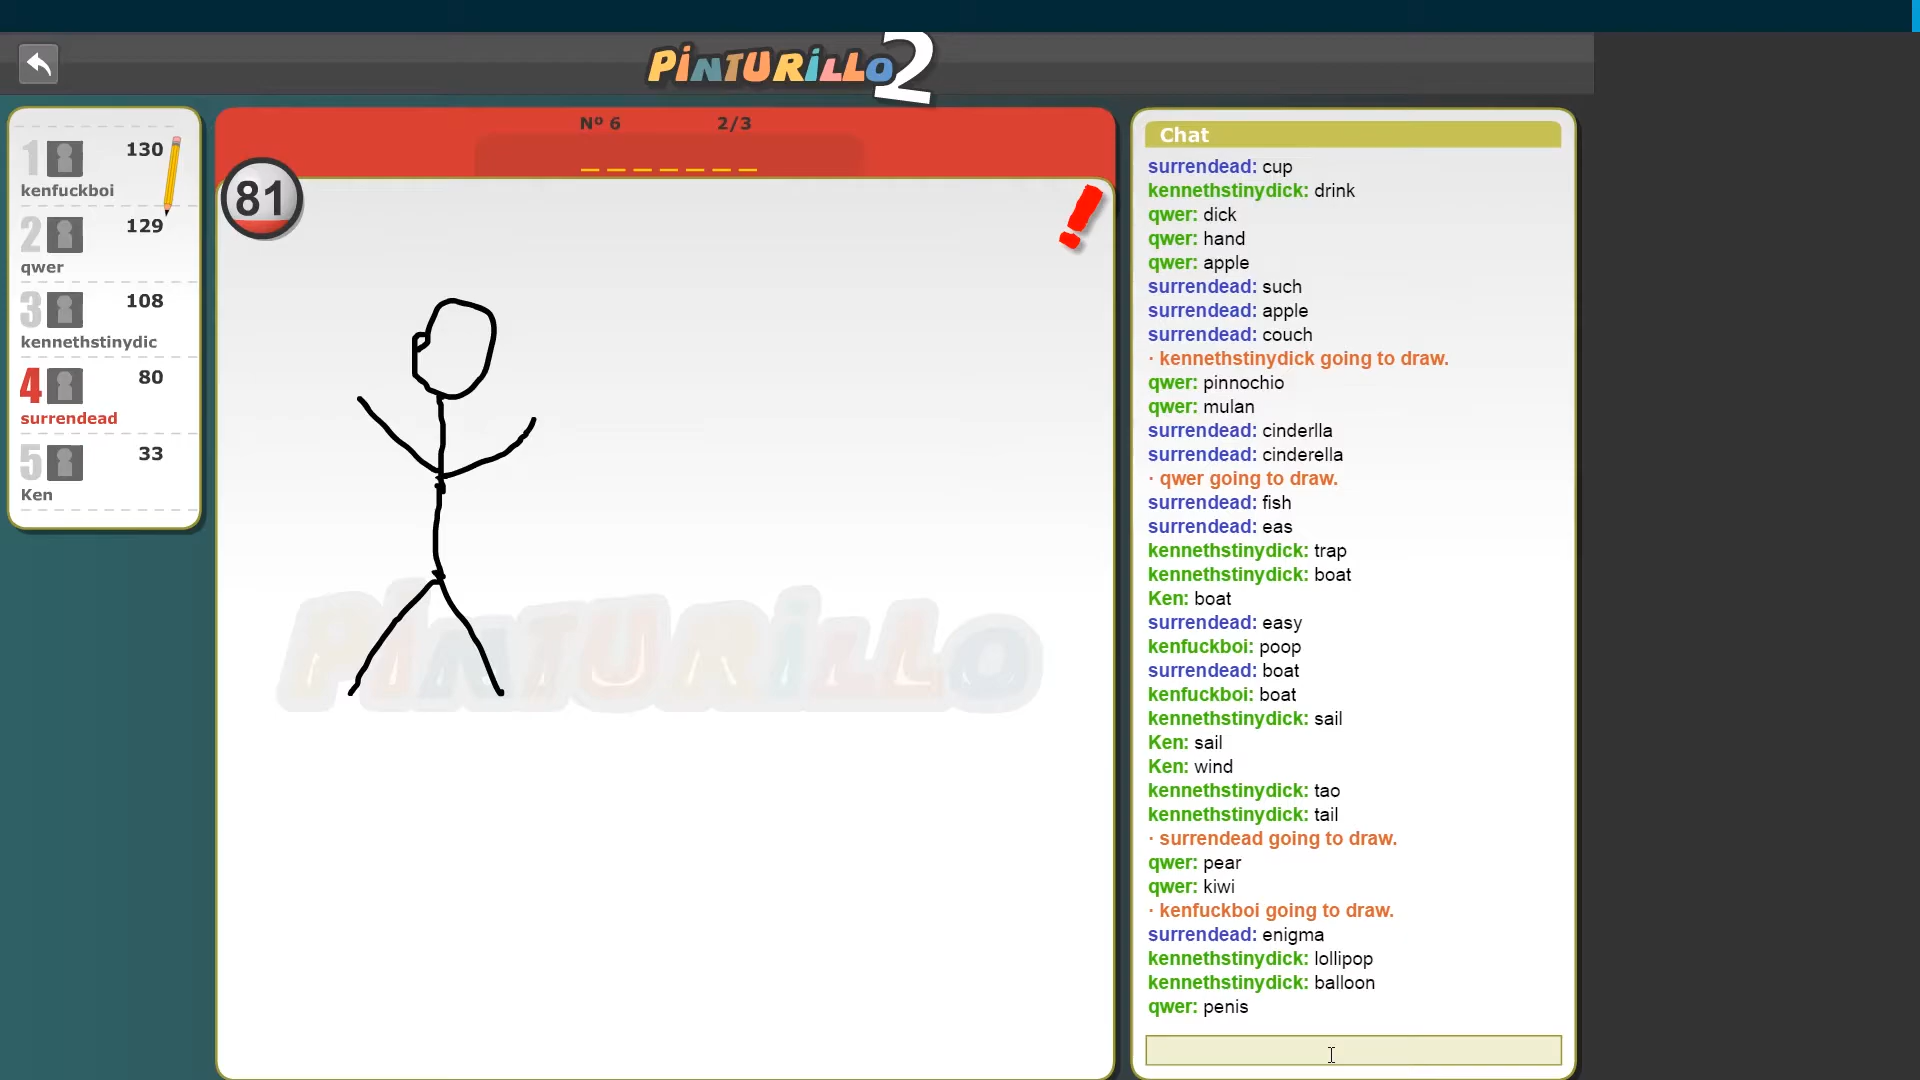 PINTURILLO 2
1 130
kenfuckboi
2 129
qwer
3 108
kennethstinydic
4 80
surrendead
5 33
Ken
Nº 6 2/3
_ _ _ _ _ _ _
81
!
PINTURILLO
Chat
surrendead: cup
kennethstinydick: drink
qwer: dick
qwer: hand
qwer: apple
surrendead: such
surrendead: apple
surrendead: couch
· kennethstinydick going to draw.
qwer: pinnochio
qwer: mulan
surrendead: cinderlla
surrendead: cinderella
· qwer going to draw.
surrendead: fish
surrendead: eas
kennethstinydick: trap
kennethstinydick: boat
Ken: boat
surrendead: easy
kenfuckboi: poop
surrendead: boat
kenfuckboi: boat
kennethstinydick: sail
Ken: sail
Ken: wind
kennethstinydick: tao
kennethstinydick: tail
· surrendead going to draw.
qwer: pear
qwer: kiwi
· kenfuckboi going to draw.
surrendead: enigma
kennethstinydick: lollipop
kennethstinydick: balloon
qwer: penis